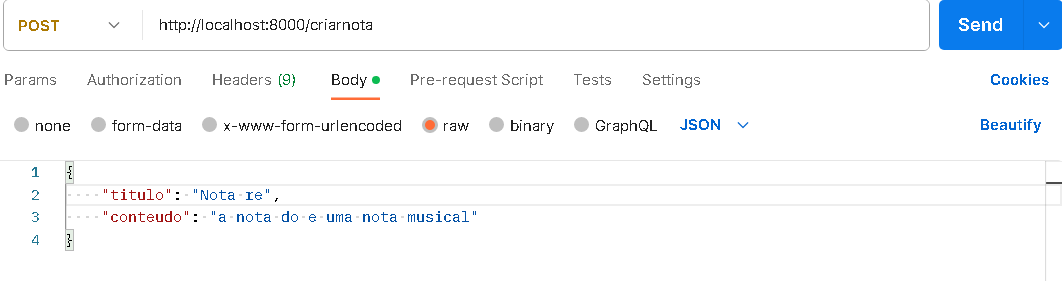 POST http://localhost:8000/criarnota Send
Params Authorization Headers (9) Body Pre-request Script Tests Settings Cookies
none form-data x-www-form-urlencoded raw binary GraphQL JSON Beautify
1 {
2 "titulo": "Nota re",
3 "conteudo": "a nota do e uma nota musical"
4 }